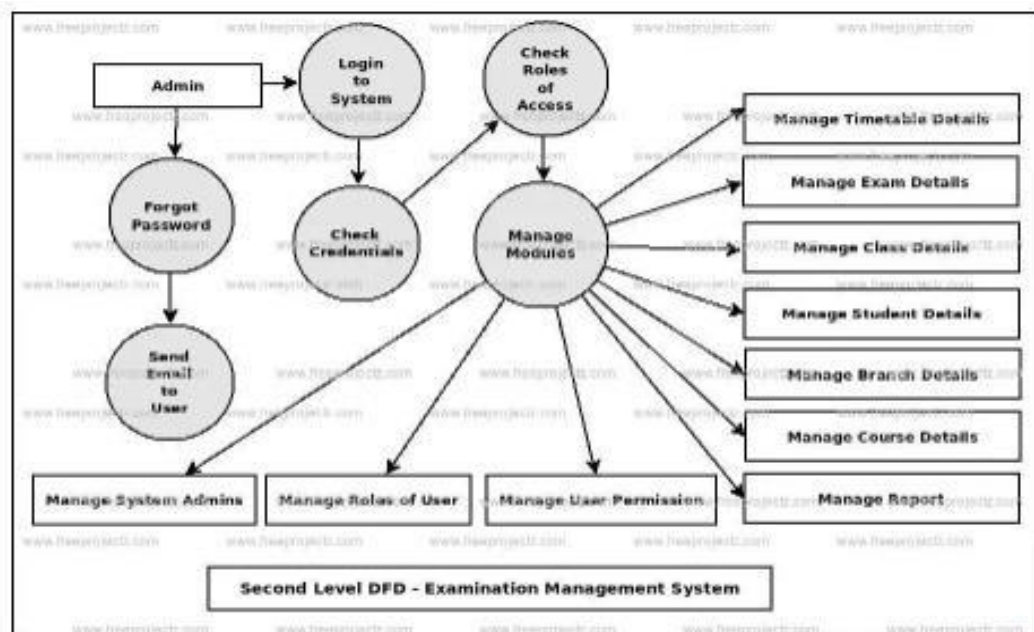 Admin
Login
to
System
Check
Roles
of
Access
Manage Timetable Details
Manage Exam Details
Forgot
Password
Check
Credentials
Manage
Modules
Manage Class Details
Manage Student Details
Send
Email
to
User
Manage Branch Details
Manage Course Details
Manage System Admins
Manage Roles of User
Manage User Permission
Manage Report
Second Level DFD - Examination Management System